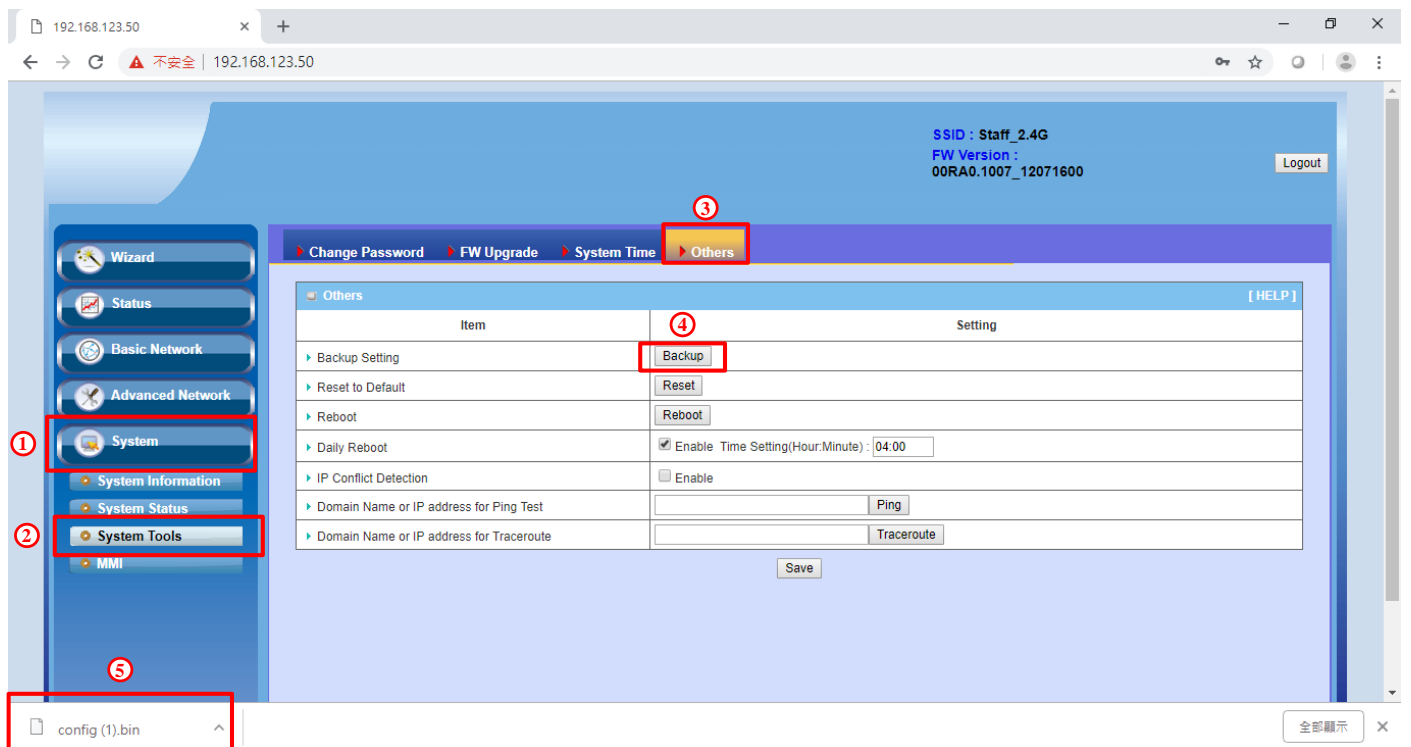 192.168.123.50
不安全 | 192.168.123.50
SSID : Staff_2.4G
FW Version :
00RA0.1007_12071600
Logout
③
Wizard
Status
Basic Network
Advanced Network
① System
System Information
System Status
② System Tools
MMI
Change Password FW Upgrade System Time Others
Others [ HELP ]
Item Setting
④
Backup Setting Backup
Reset to Default Reset
Reboot Reboot
Daily Reboot Enable Time Setting(Hour:Minute) : 04:00
IP Conflict Detection Enable
Domain Name or IP address for Ping Test Ping
Domain Name or IP address for Traceroute Traceroute
Save
⑤
config (1).bin
全部顯示